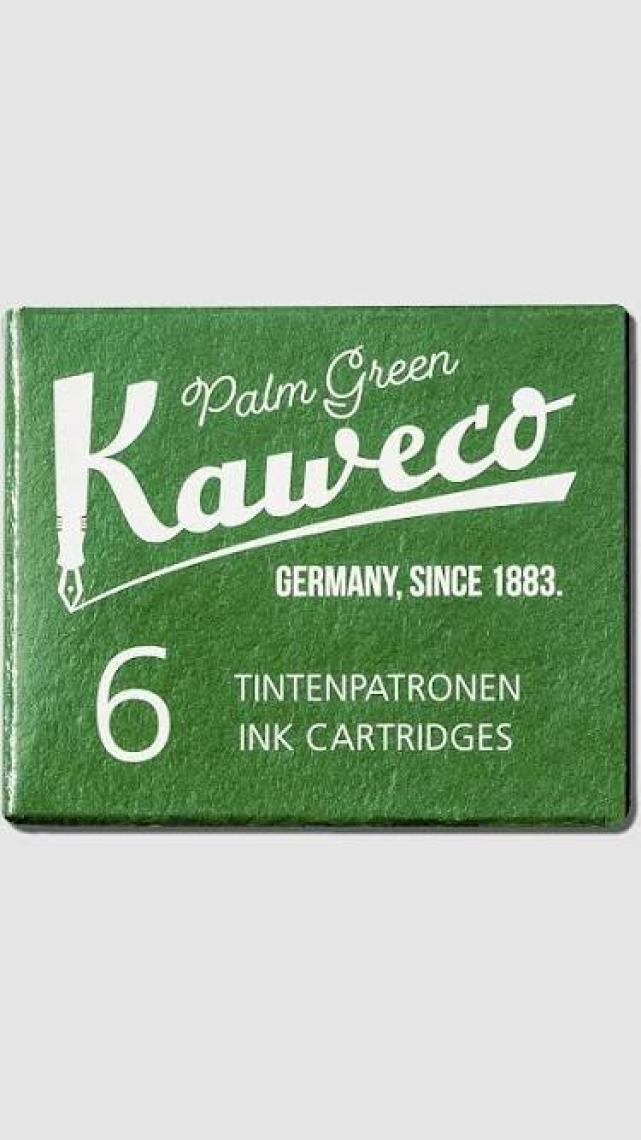 Palm Green
Kaweco
GERMANY, SINCE 1883.
6
TINTENPATRONEN
INK CARTRIDGES